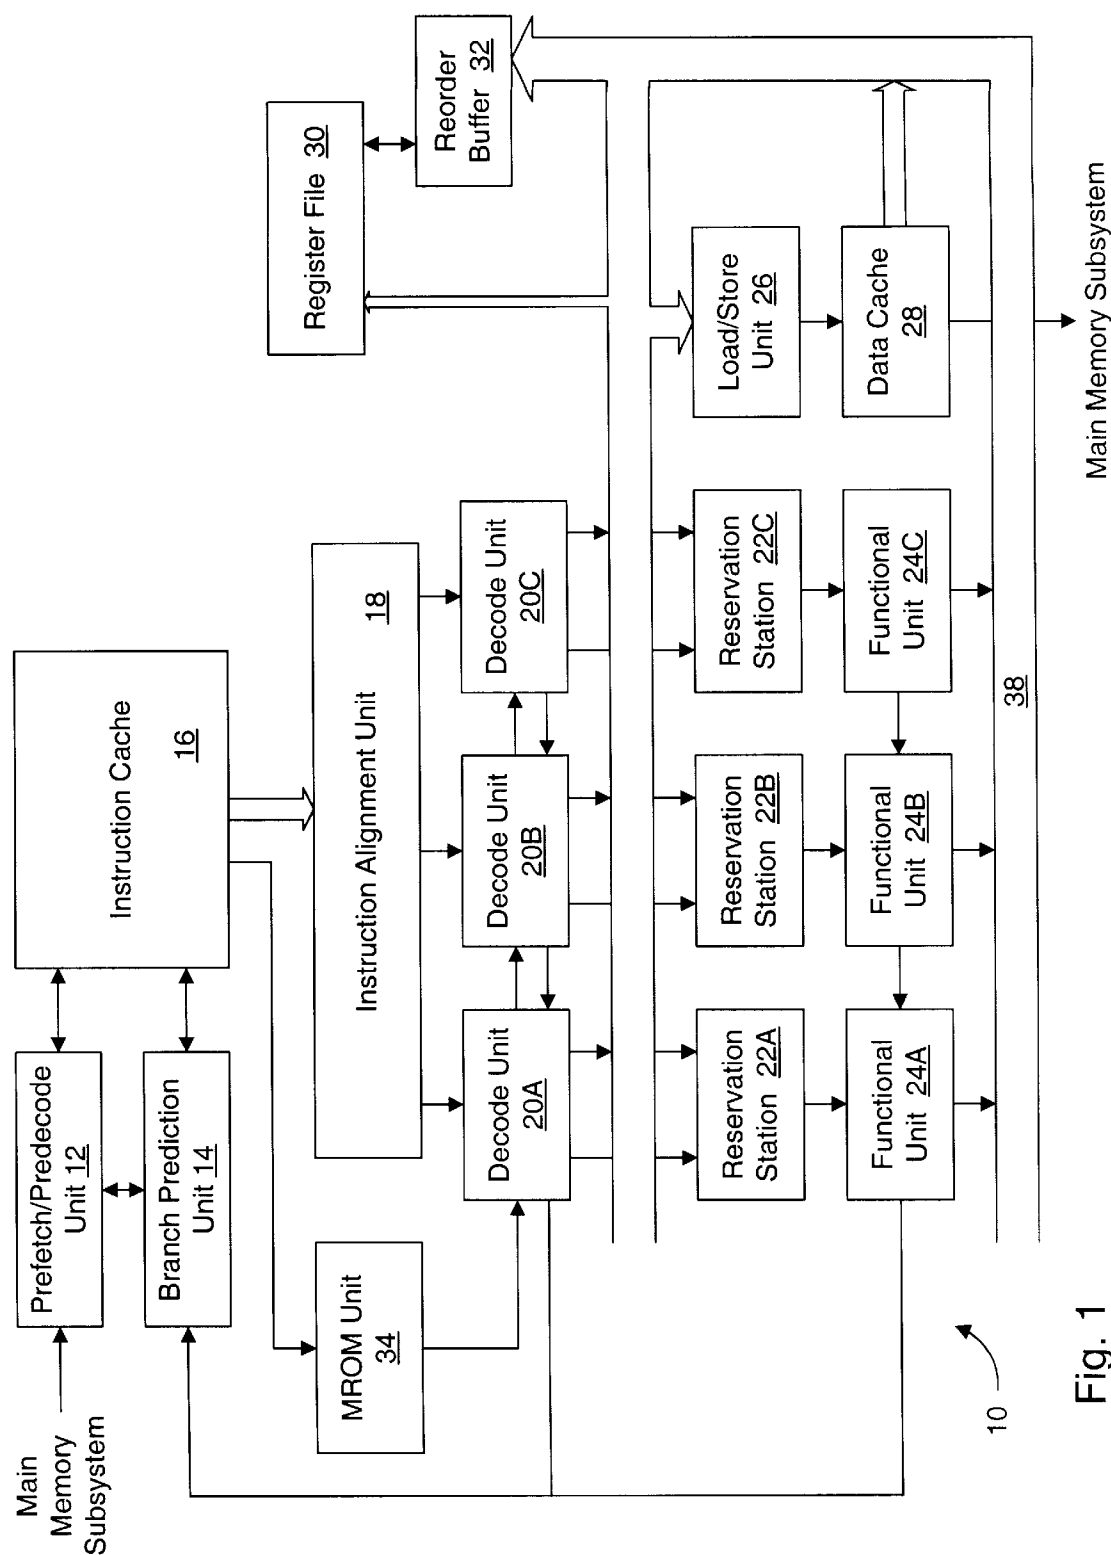 Main
Memory
Subsystem
Prefetch/Predecode
Unit 12
Branch Prediction
Unit 14
Instruction Cache
16
MROM Unit
34
Instruction Alignment Unit
18
Register File 30
Reorder
Buffer 32
Decode Unit
20A
Decode Unit
20B
Decode Unit
20C
Reservation
Station 22A
Reservation
Station 22B
Reservation
Station 22C
Load/Store
Unit 26
Functional
Unit 24A
Functional
Unit 24B
Functional
Unit 24C
Data Cache
28
38
Main Memory Subsystem
10
Fig. 1